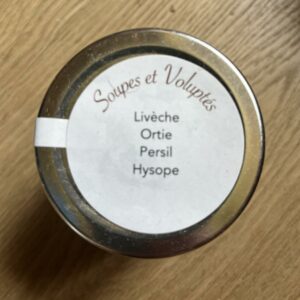 Soupes et Voluptés
Livèche
Ortie
Persil
Hysope